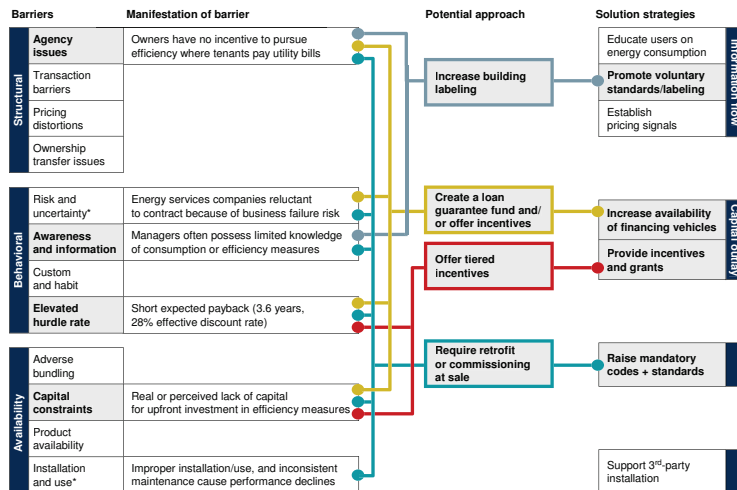 Barriers
Manifestation of barrier
Potential approach
Solution strategies
Structural
Agency
issues
Owners have no incentive to pursue
efficiency where tenants pay utility bills
Transaction
barriers
Pricing
distortions
Ownership
transfer issues
Increase building
labeling
Educate users on
energy consumption
Promote voluntary
standards/labeling
Establish
pricing signals
Information flow
Behavioral
Risk and
uncertainty*
Energy services companies reluctant
to contract because of business failure risk
Awareness
and information
Managers often possess limited knowledge
of consumption or efficiency measures
Custom
and habit
Elevated
hurdle rate
Short expected payback (3.6 years,
28% effective discount rate)
Create a loan
guarantee fund and/
or offer incentives
Offer tiered
incentives
Increase availability
of financing vehicles
Provide incentives
and grants
Capital outlay
Availability
Adverse
bundling
Capital
constraints
Real or perceived lack of capital
for upfront investment in efficiency measures
Product
availability
Installation
and use*
Improper installation/use, and inconsistent
maintenance cause performance declines
Require retrofit
or commissioning
at sale
Raise mandatory
codes + standards
Support 3rd-party
installation